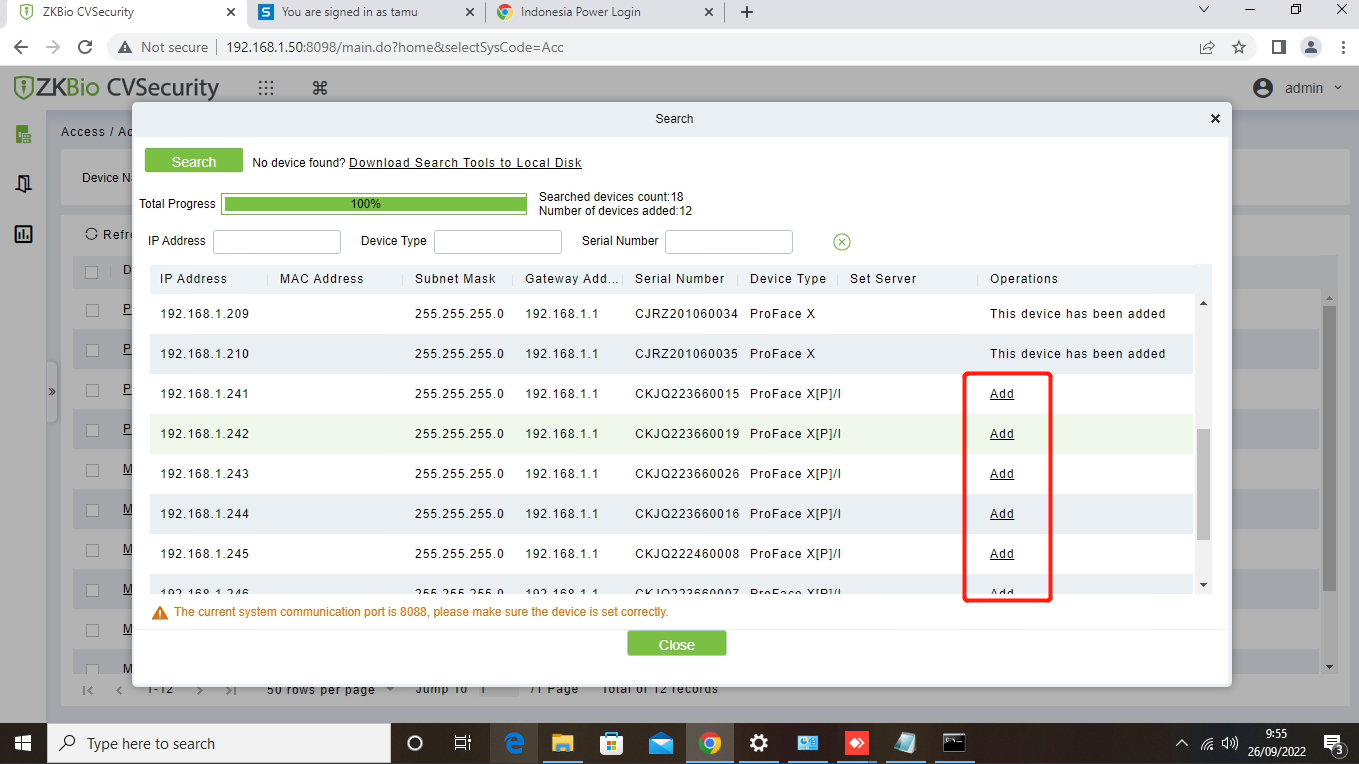 ZKBio CVSecurity
You are signed in as tamu
Indonesia Power Login
Not secure
192.168.1.50:8098/main.do?home&selectSysCode=Acc
ZKBio CVSecurity
admin
Access / Ac
Search
Search
No device found? Download Search Tools to Local Disk
Device N
Total Progress
100%
Searched devices count:18
Number of devices added:12
Refre
IP Address
Device Type
Serial Number
IP Address MAC Address Subnet Mask Gateway Add... Serial Number Device Type Set Server Operations
192.168.1.209 255.255.255.0 192.168.1.1 CJRZ201060034 ProFace X This device has been added
192.168.1.210 255.255.255.0 192.168.1.1 CJRZ201060035 ProFace X This device has been added
192.168.1.241 255.255.255.0 192.168.1.1 CKJQ223660015 ProFace X[P]/I Add
192.168.1.242 255.255.255.0 192.168.1.1 CKJQ223660019 ProFace X[P]/I Add
192.168.1.243 255.255.255.0 192.168.1.1 CKJQ223660026 ProFace X[P]/I Add
192.168.1.244 255.255.255.0 192.168.1.1 CKJQ223660016 ProFace X[P]/I Add
192.168.1.245 255.255.255.0 192.168.1.1 CKJQ222460008 ProFace X[P]/I Add
192.168.1.246 255.255.255.0 192.168.1.1 CKJQ223660007 ProFace X[P]/I Add
The current system communication port is 8088, please make sure the device is set correctly.
Close
1-12 50 rows per page Jump To 1 /1 Page Total of 12 records
Type here to search
9:55
26/09/2022
3